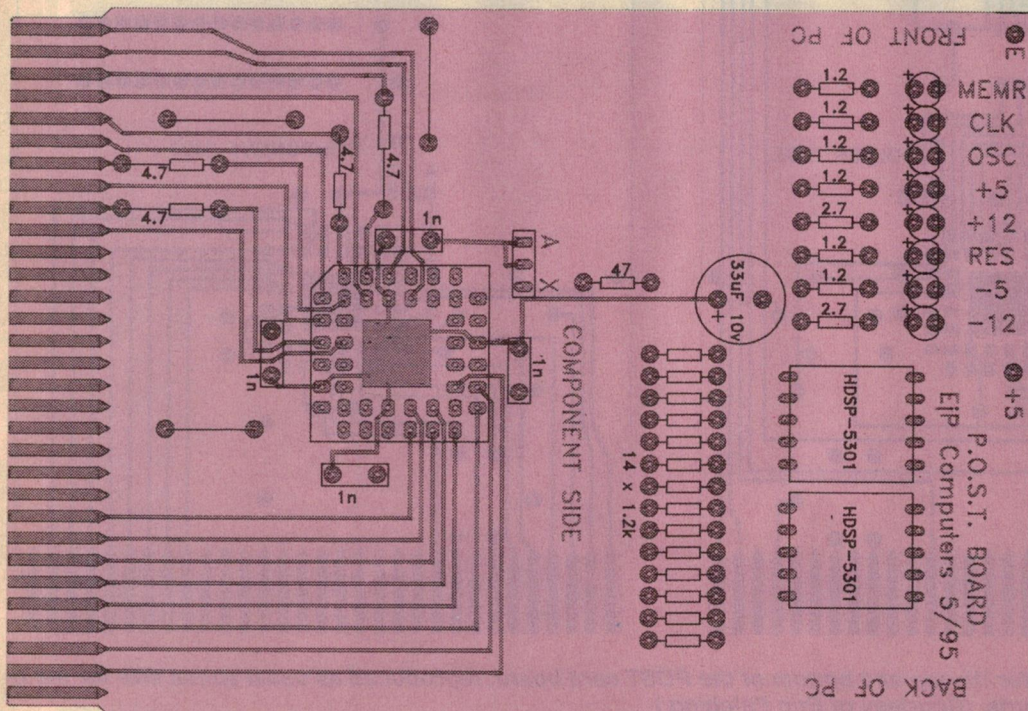 FRONT OF PC
E
MEMR
CLK
OSC
+5
+12
RES
-5
-12
+5
1.2
1.2
1.2
1.2
2.7
1.2
1.2
2.7
+
+
+
+
+
+
+
+
4.7
4.7
4.7
4.7
1n
1n
1n
1n
A
X
47
33uF 10v
+
COMPONENT SIDE
14 x 1.2k
HDSP-5301
HDSP-5301
P.O.S.T. BOARD
EjP Computers 5/95
BACK OF PC